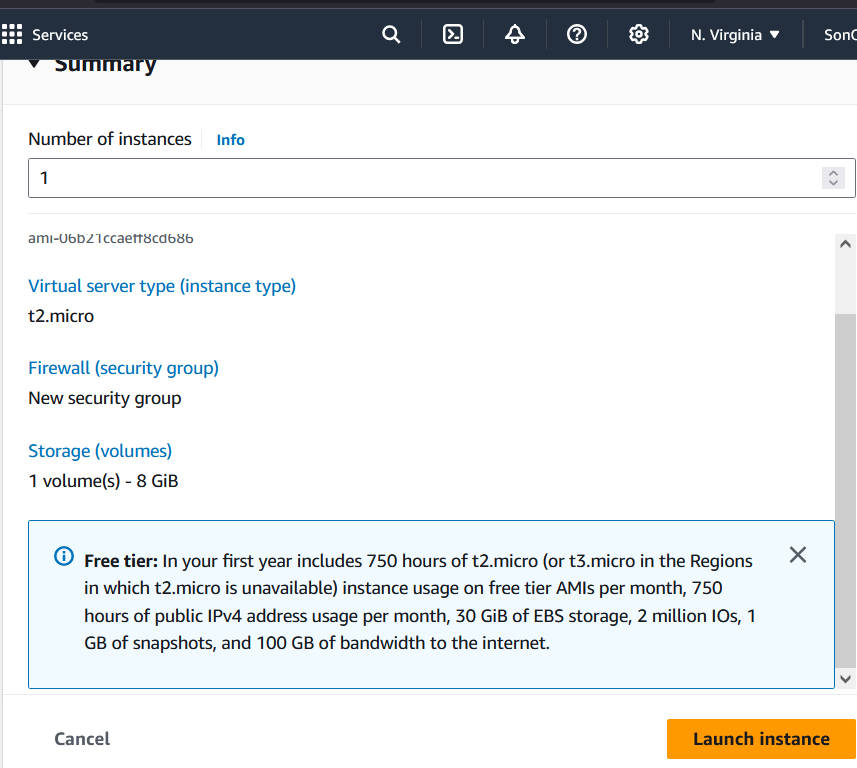 Services
N. Virginia
Son
Summary
Number of instances Info
1
ami-06b21ccaeff8cd686
Virtual server type (instance type)
t2.micro
Firewall (security group)
New security group
Storage (volumes)
1 volume(s) - 8 GiB
Free tier: In your first year includes 750 hours of t2.micro (or t3.micro in the Regions
in which t2.micro is unavailable) instance usage on free tier AMIs per month, 750
hours of public IPv4 address usage per month, 30 GiB of EBS storage, 2 million IOs, 1
GB of snapshots, and 100 GB of bandwidth to the internet.
Cancel
Launch instance